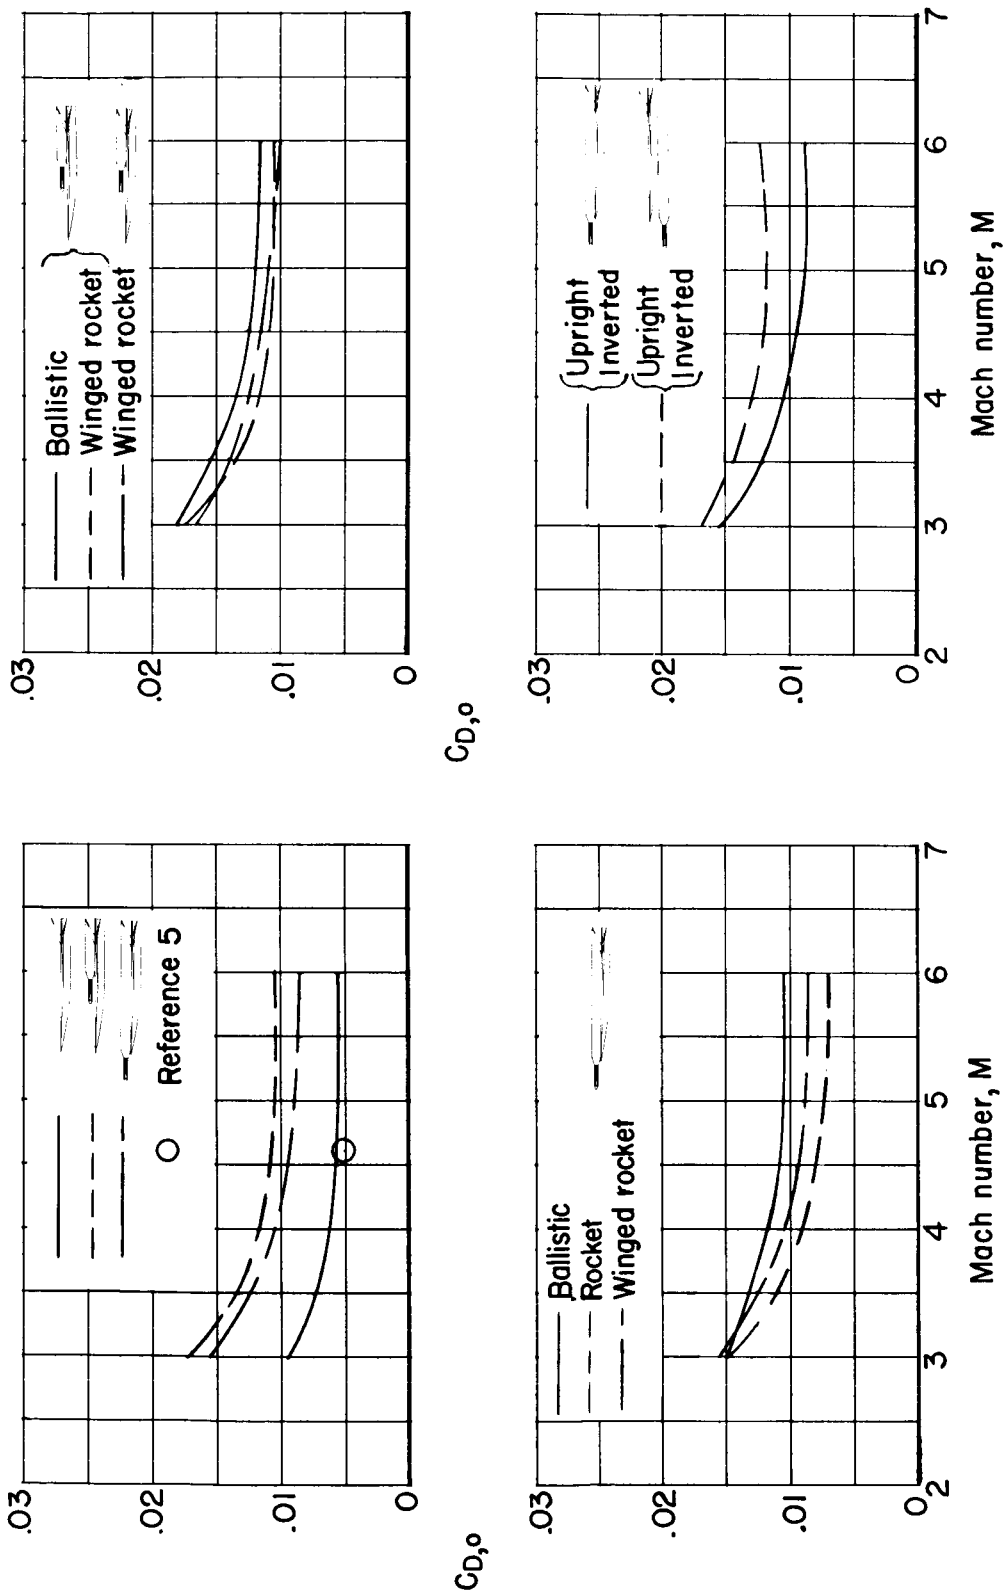 .03
.02
.01
0
C_D,o
Reference 5
.03
.02
.01
0
C_D,o
Ballistic
Winged rocket
Winged rocket
.03
.02
.01
0
2
3
4
5
6
7
Mach number, M
Ballistic
Rocket
Winged rocket
.03
.02
.01
0
2
3
4
5
6
7
Mach number, M
Upright
Inverted
Upright
Inverted